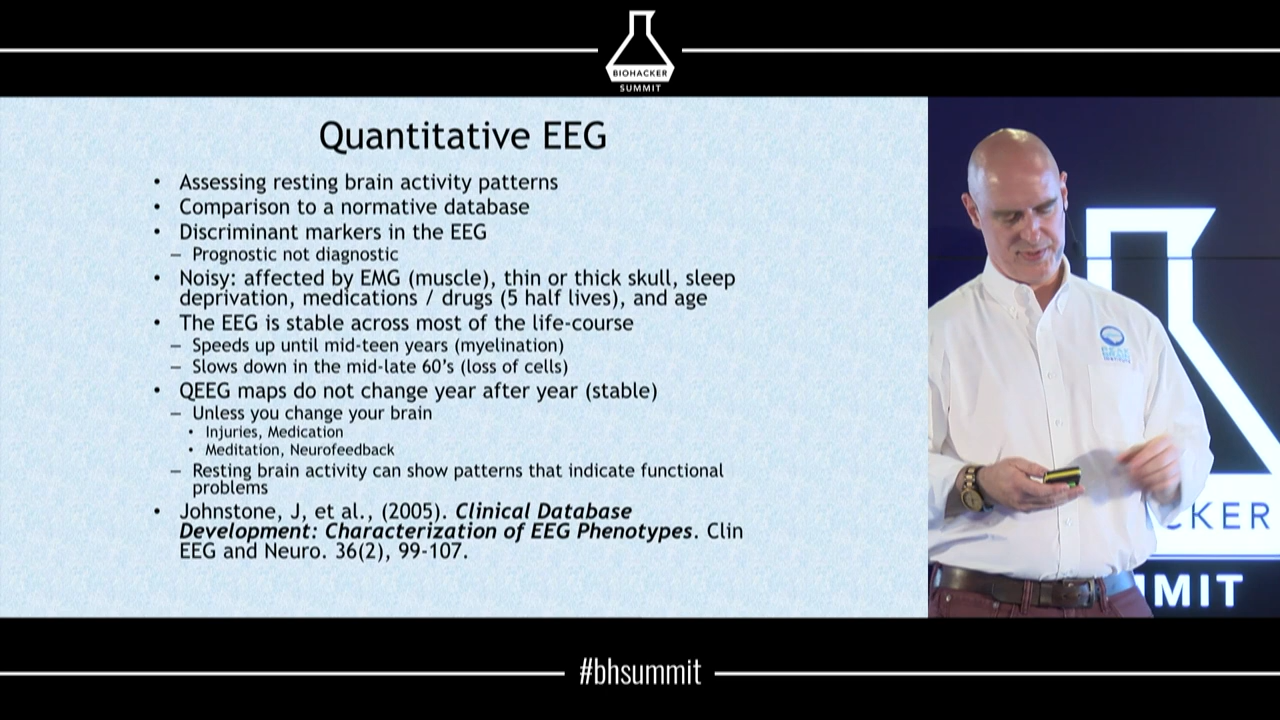 BIOHACKER
SUMMIT
Quantitative EEG
• Assessing resting brain activity patterns
• Comparison to a normative database
• Discriminant markers in the EEG
– Prognostic not diagnostic
• Noisy: affected by EMG (muscle), thin or thick skull, sleep
deprivation, medications / drugs (5 half lives), and age
• The EEG is stable across most of the life-course
– Speeds up until mid-teen years (myelination)
– Slows down in the mid-late 60’s (loss of cells)
• QEEG maps do not change year after year (stable)
– Unless you change your brain
• Injuries, Medication
• Meditation, Neurofeedback
– Resting brain activity can show patterns that indicate functional
problems
• Johnstone, J, et al., (2005). Clinical Database
Development: Characterization of EEG Phenotypes. Clin
EEG and Neuro. 36(2), 99-107.
CKER
MMIT
#bhsummit